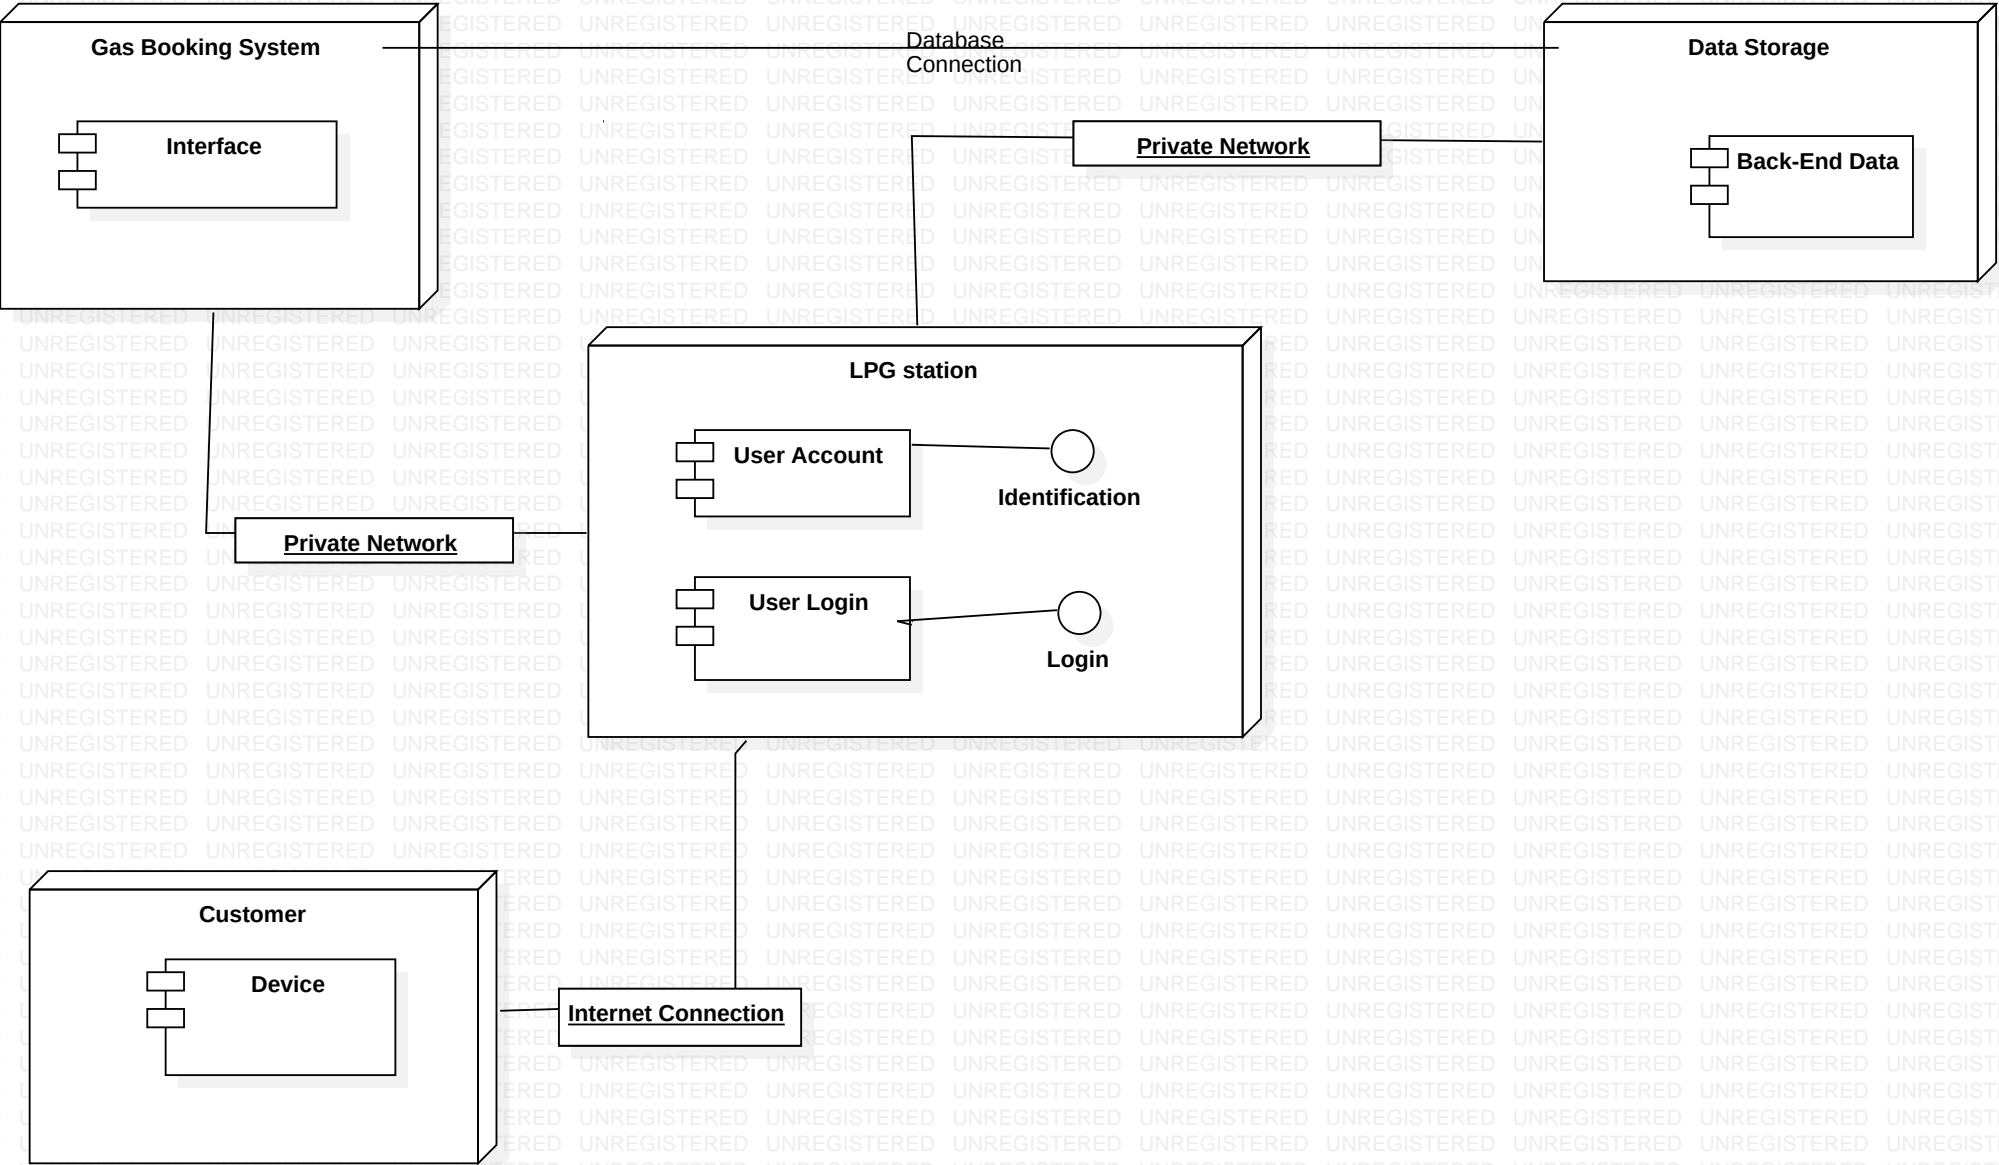 Gas Booking System
Database
Connection
Data Storage
Interface
Private Network
Back-End Data
LPG station
User Account
Identification
Private Network
User Login
Login
Customer
Device
Internet Connection
UNREGISTERED